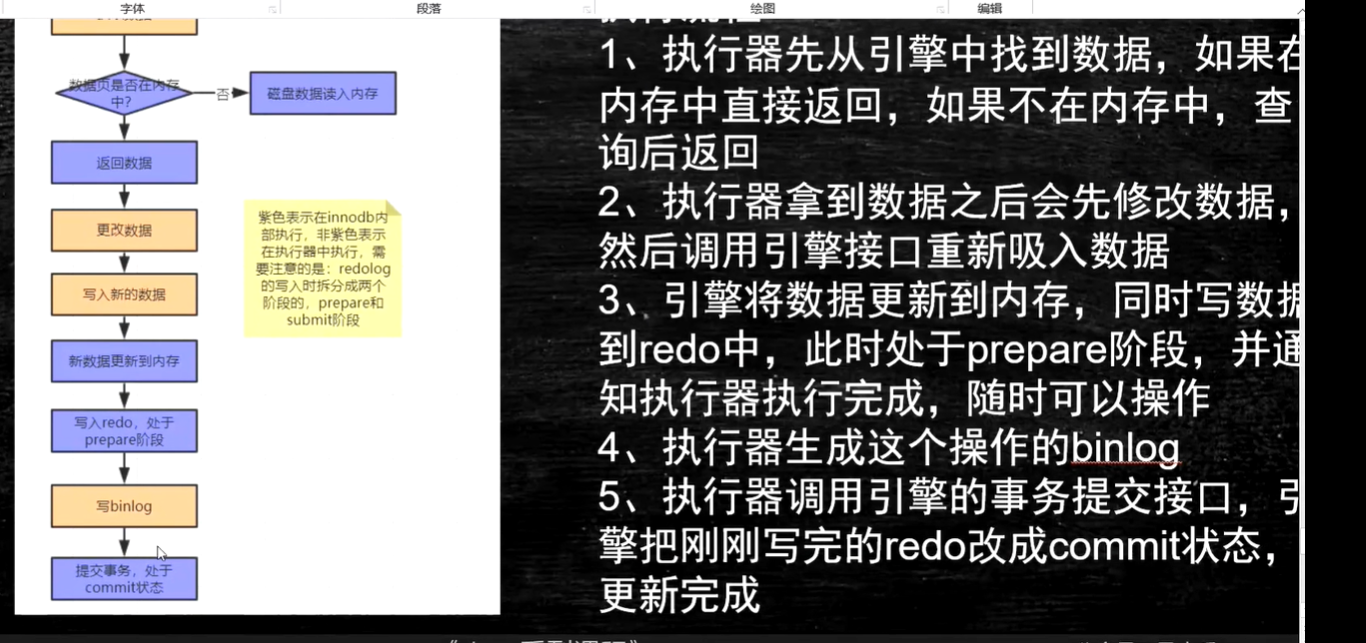 字体
段落
绘图
编辑
数据页是否在内存
中?
否
磁盘数据读入内存
返回数据
更改数据
写入新的数据
新数据更新到内存
写入redo，处于
prepare阶段
写binlog
提交事务，处于
commit状态
紫色表示在innodb内
部执行，非紫色表示
在执行器中执行，需
要注意的是：redolog
的写入时拆分成两个
阶段的，prepare和
submit阶段
1、执行器先从引擎中找到数据，如果在
内存中直接返回，如果不在内存中，查
询后返回
2、执行器拿到数据之后会先修改数据，
然后调用引擎接口重新吸入数据
3、引擎将数据更新到内存，同时写数据
到redo中，此时处于prepare阶段，并通
知执行器执行完成，随时可以操作
4、执行器生成这个操作的binlog
5、执行器调用引擎的事务提交接口，引
擎把刚刚写完的redo改成commit状态，
更新完成